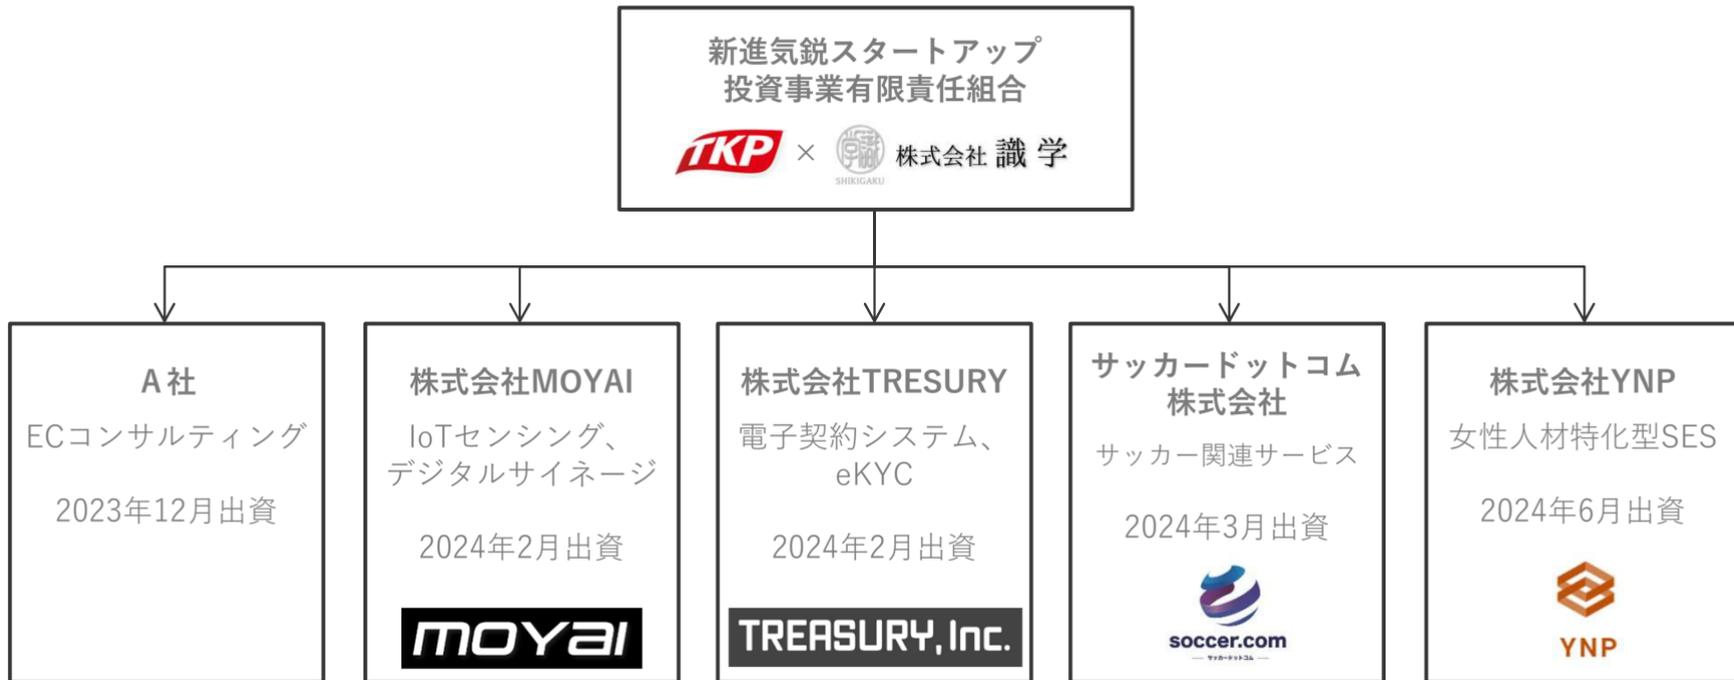 新進気鋭スタートアップ
投資事業有限責任組合
TKP × SHIKIGAKU 株式会社 識学
A社
ECコンサルティング
2023年12月出資
株式会社MOYAI
IoTセンシング、
デジタルサイネージ
2024年2月出資
moyai
株式会社TRESURY
電子契約システム、
eKYC
2024年2月出資
TREASURY, Inc.
サッカードットコム
株式会社
サッカー関連サービス
2024年3月出資
soccer.com
サッカードットコム
株式会社YNP
女性人材特化型SES
2024年6月出資
YNP